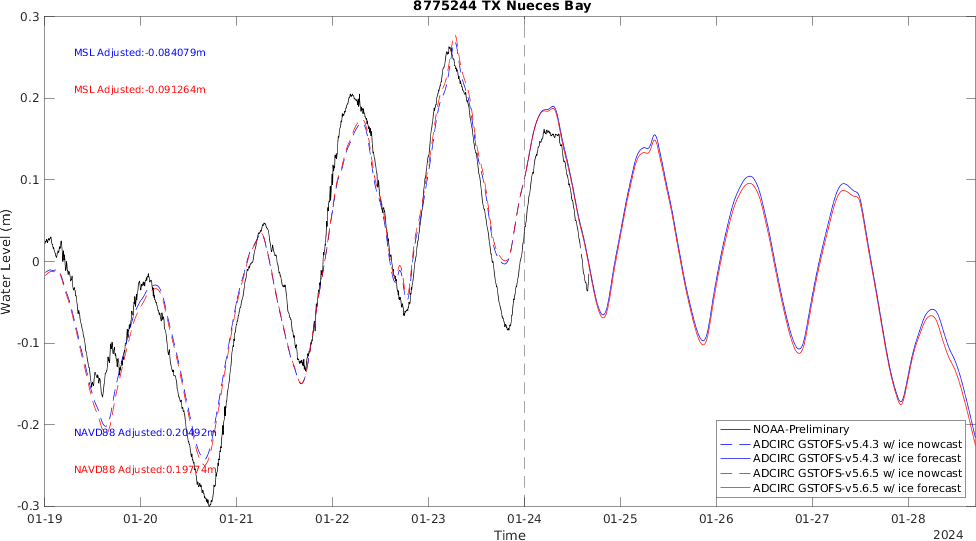 8775244 TX Nueces Bay
0.3
MSL Adjusted:-0.084079m
MSL Adjusted:-0.091264m
0.2
0.1
0
-0.1
-0.2
-0.3
Water Level (m)
NAVD88 Adjusted:0.20492m
NAVD88 Adjusted:0.19774m
NOAA-Preliminary
ADCIRC GSTOFS-v5.4.3 w/ ice nowcast
ADCIRC GSTOFS-v5.4.3 w/ ice forecast
ADCIRC GSTOFS-v5.6.5 w/ ice nowcast
ADCIRC GSTOFS-v5.6.5 w/ ice forecast
01-19 01-20 01-21 01-22 01-23 01-24 01-25 01-26 01-27 01-28
Time
2024